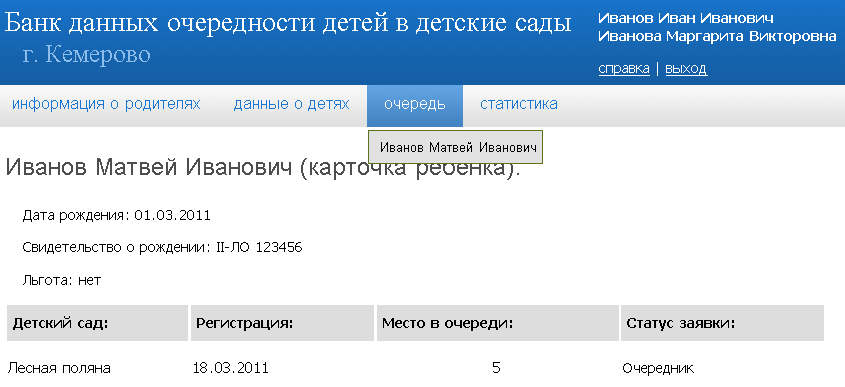 Банк данных очередности детей в детские сады
г. Кемерово
Иванов Иван Иванович
Иванова Маргарита Викторовна
справка | выход
информация о родителях данные о детях очередь статистика
Иванов Матвей Иванович
Иванов Матвей Иванович (карточка ребенка):
Дата рождения: 01.03.2011
Свидетельство о рождении: II-ЛО 123456
Льгота: нет
Детский сад: Регистрация: Место в очереди: Статус заявки:
Лесная поляна 18.03.2011 5 Очередник